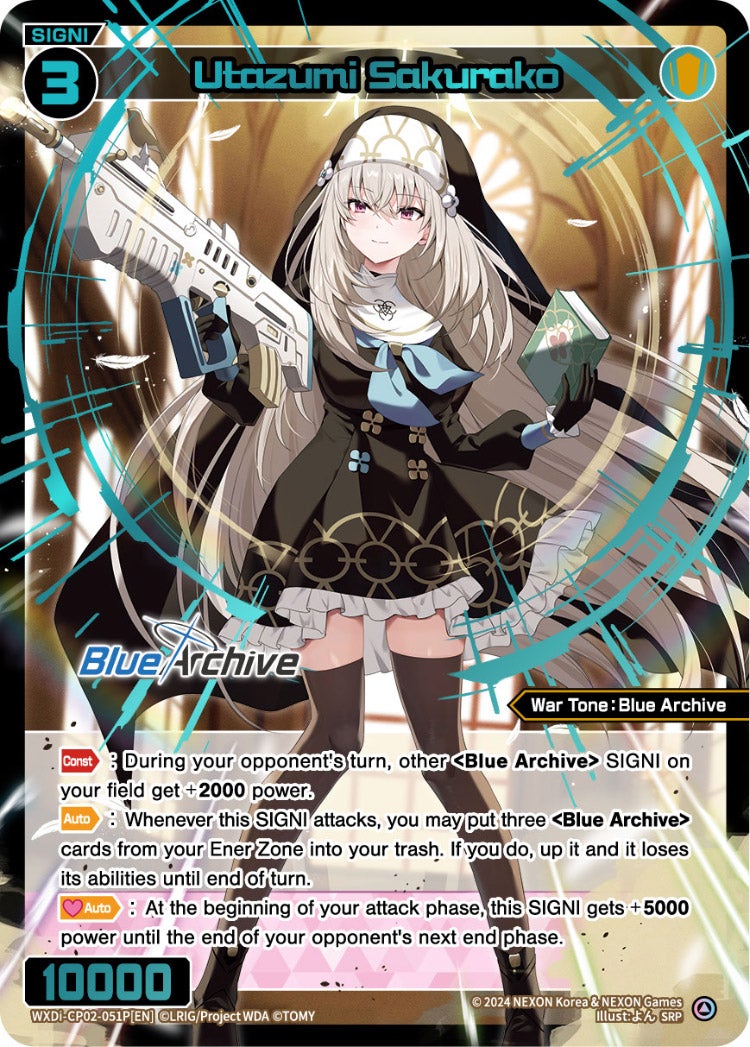 SIGNI
3
Utazumi Sakurako
Blue Archive
War Tone：Blue Archive
Const ：During your opponent's turn, other <Blue Archive> SIGNI on
your field get +2000 power.
Auto ：Whenever this SIGNI attacks, you may put three <Blue Archive>
cards from your Ener Zone into your trash. If you do, up it and it loses
its abilities until end of turn.
Auto ：At the beginning of your attack phase, this SIGNI gets +5000
power until the end of your opponent's next end phase.
10000
© 2024 NEXON Korea & NEXON Games
WXDi-CP02-051P[EN] ©LRIG/Project WDA ©TOMY
Illust:よん SRP